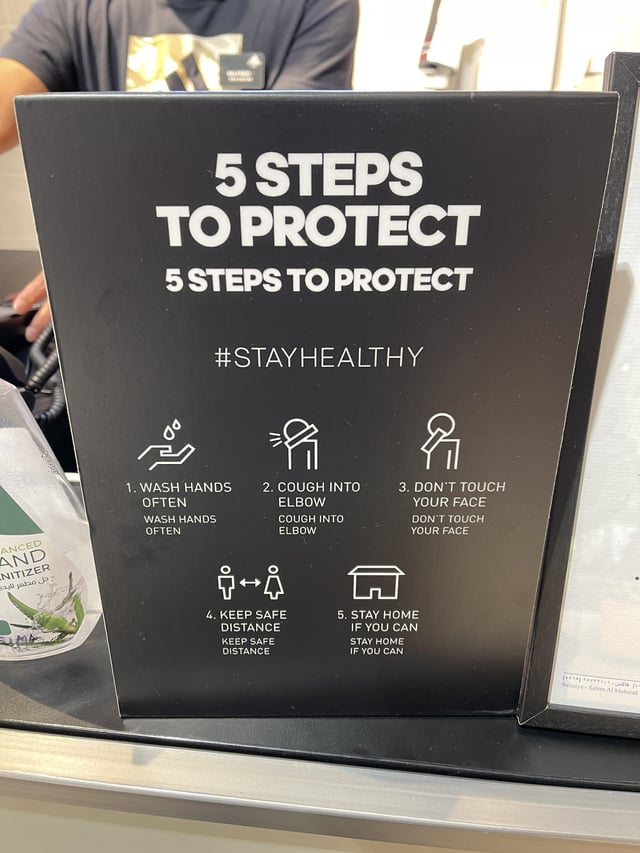 5 STEPS
TO PROTECT
5 STEPS TO PROTECT
#STAYHEALTHY
1. WASH HANDS
OFTEN
WASH HANDS
OFTEN
2. COUGH INTO
ELBOW
COUGH INTO
ELBOW
3. DON'T TOUCH
YOUR FACE
DON'T TOUCH
YOUR FACE
4. KEEP SAFE
DISTANCE
KEEP SAFE
DISTANCE
5. STAY HOME
IF YOU CAN
STAY HOME
IF YOU CAN
ANCED
AND
NITIZER
جل مطهر لليد
Salmiya - Salem Al Mubarak